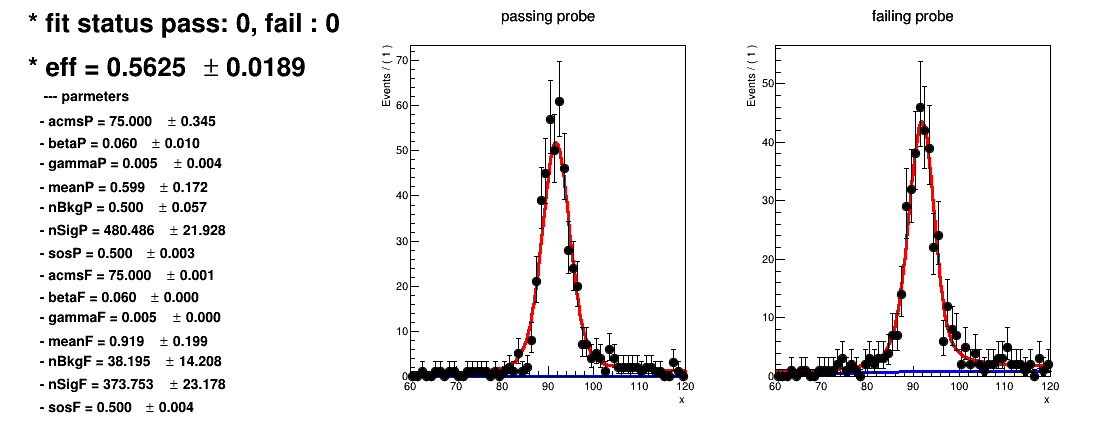 * fit status pass: 0, fail : 0
* eff = 0.5625 ± 0.0189
--- parmeters
- acmsP = 75.000 ± 0.345
- betaP = 0.060 ± 0.010
- gammaP = 0.005 ± 0.004
- meanP = 0.599 ± 0.172
- nBkgP = 0.500 ± 0.057
- nSigP = 480.486 ± 21.928
- sosP = 0.500 ± 0.003
- acmsF = 75.000 ± 0.001
- betaF = 0.060 ± 0.000
- gammaF = 0.005 ± 0.000
- meanF = 0.919 ± 0.199
- nBkgF = 38.195 ± 14.208
- nSigF = 373.753 ± 23.178
- sosF = 0.500 ± 0.004
passing probe
Events / ( 1 )
70
60
50
40
30
20
10
0
60 70 80 90 100 110 120
x
failing probe
Events / ( 1 )
50
40
30
20
10
0
60 70 80 90 100 110 120
x